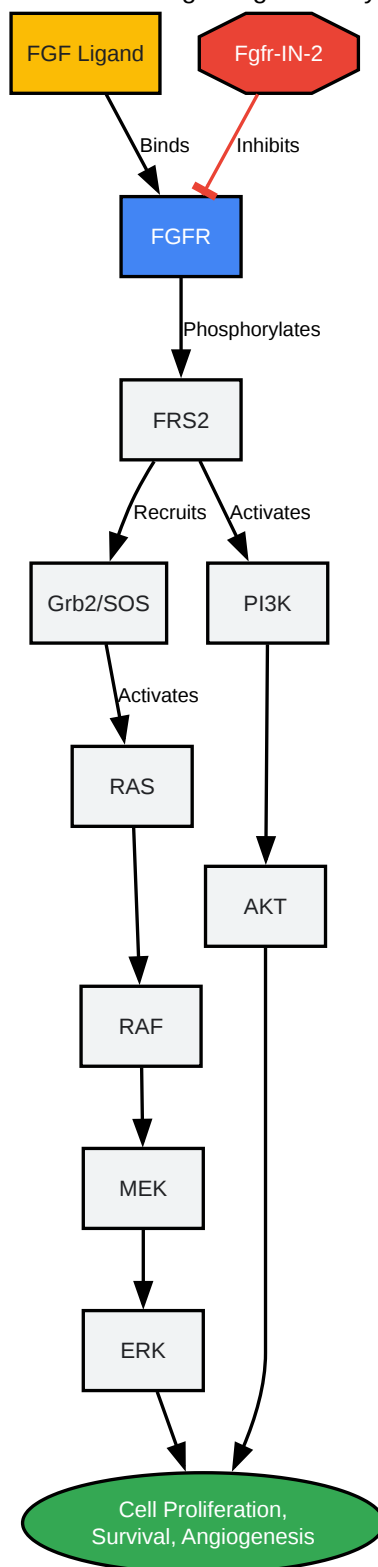 FGF Ligand
Fgfr-IN-2
Binds
Inhibits
FGFR
Phosphorylates
FRS2
Recruits
Activates
Grb2/SOS
PI3K
Activates
RAS
AKT
RAF
MEK
ERK
Cell Proliferation,
Survival, Angiogenesis